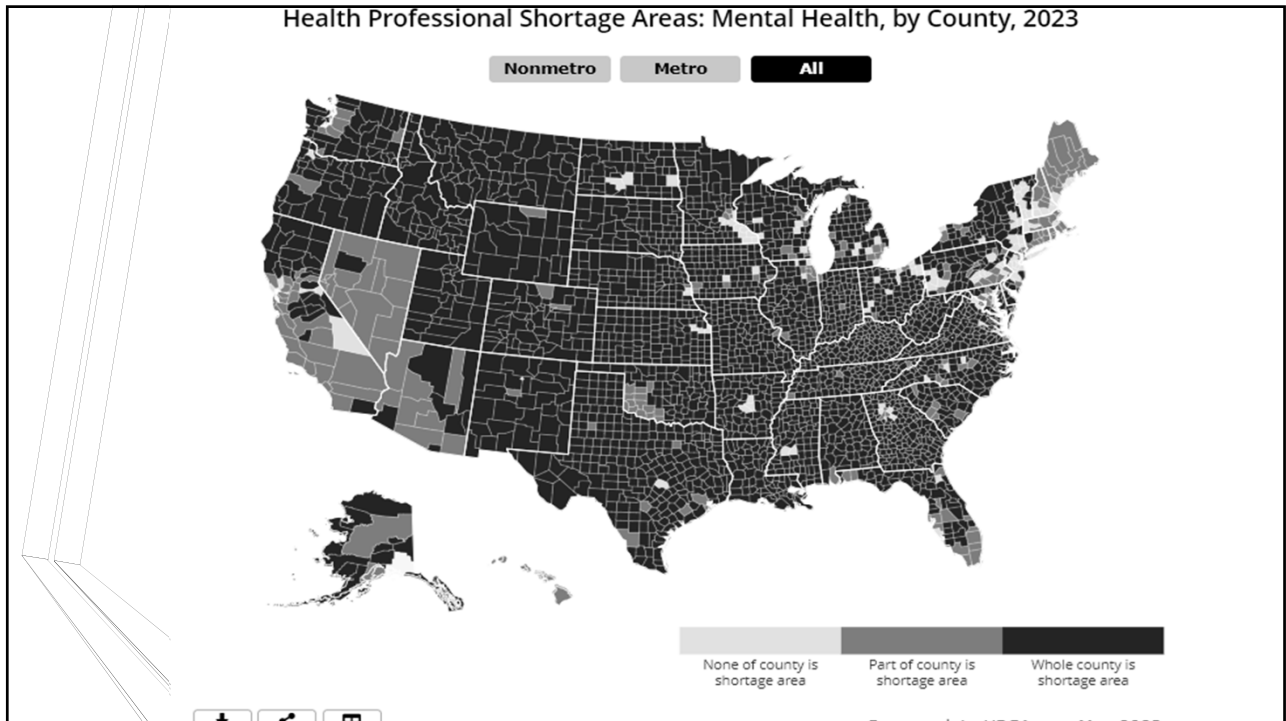 Health Professional Shortage Areas: Mental Health, by County, 2023
Nonmetro
Metro
All
None of county is
shortage area
Part of county is
shortage area
Whole county is
shortage area